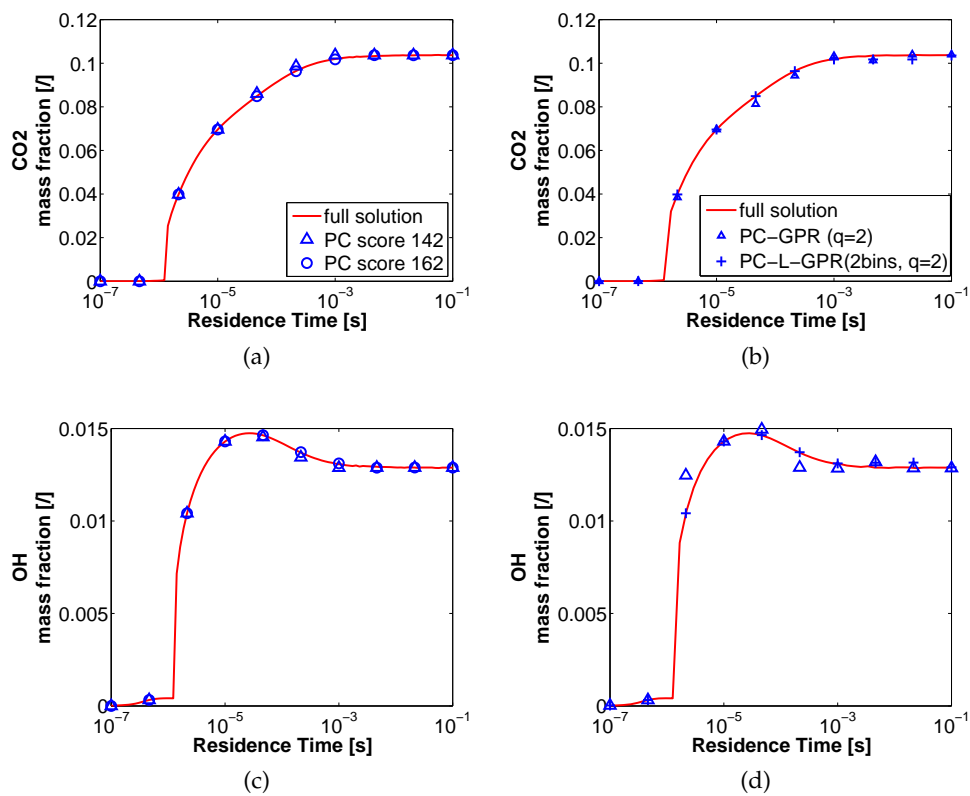 0.12
0.1
0.08
0.06
0.04
0.02
0
CO2
mass fraction [/]
full solution
PC score 142
PC score 162
10−7
10−5
10−3
10−1
Residence Time [s]
(a)
0.12
0.1
0.08
0.06
0.04
0.02
0
CO2
mass fraction [/]
full solution
PC−GPR (q=2)
PC−L−GPR(2bins, q=2)
10−7
10−5
10−3
10−1
Residence Time [s]
(b)
0.015
0.01
0.005
0
OH
mass fraction [/]
10−7
10−5
10−3
10−1
Residence Time [s]
(c)
0.015
0.01
0.005
0
OH
mass fraction [/]
10−7
10−5
10−3
10−1
Residence Time [s]
(d)